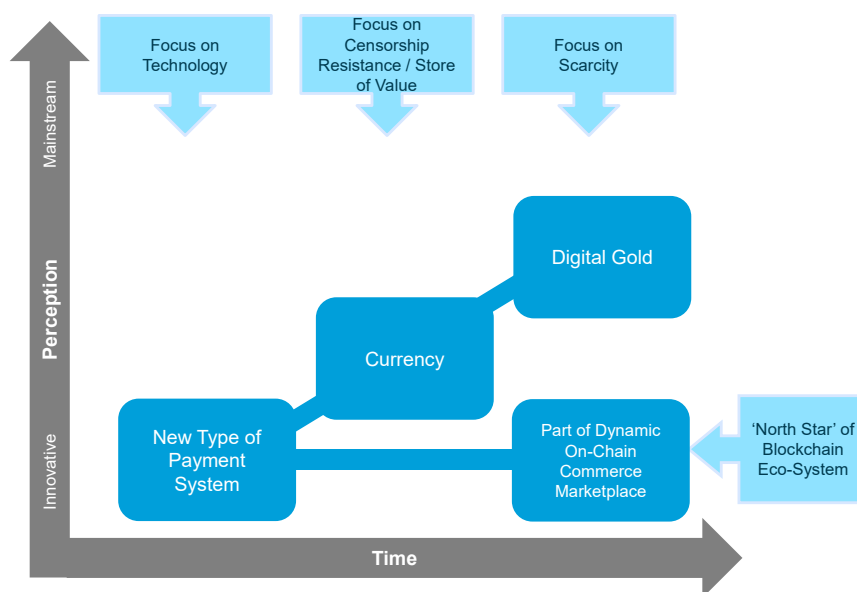 Focus on
Technology
Focus on
Censorship
Resistance / Store
of Value
Focus on
Scarcity
Mainstream
Perception
Innovative
Digital Gold
Currency
New Type of
Payment
System
Part of Dynamic
On-Chain
Commerce
Marketplace
‘North Star’ of
Blockchain
Eco-System
Time